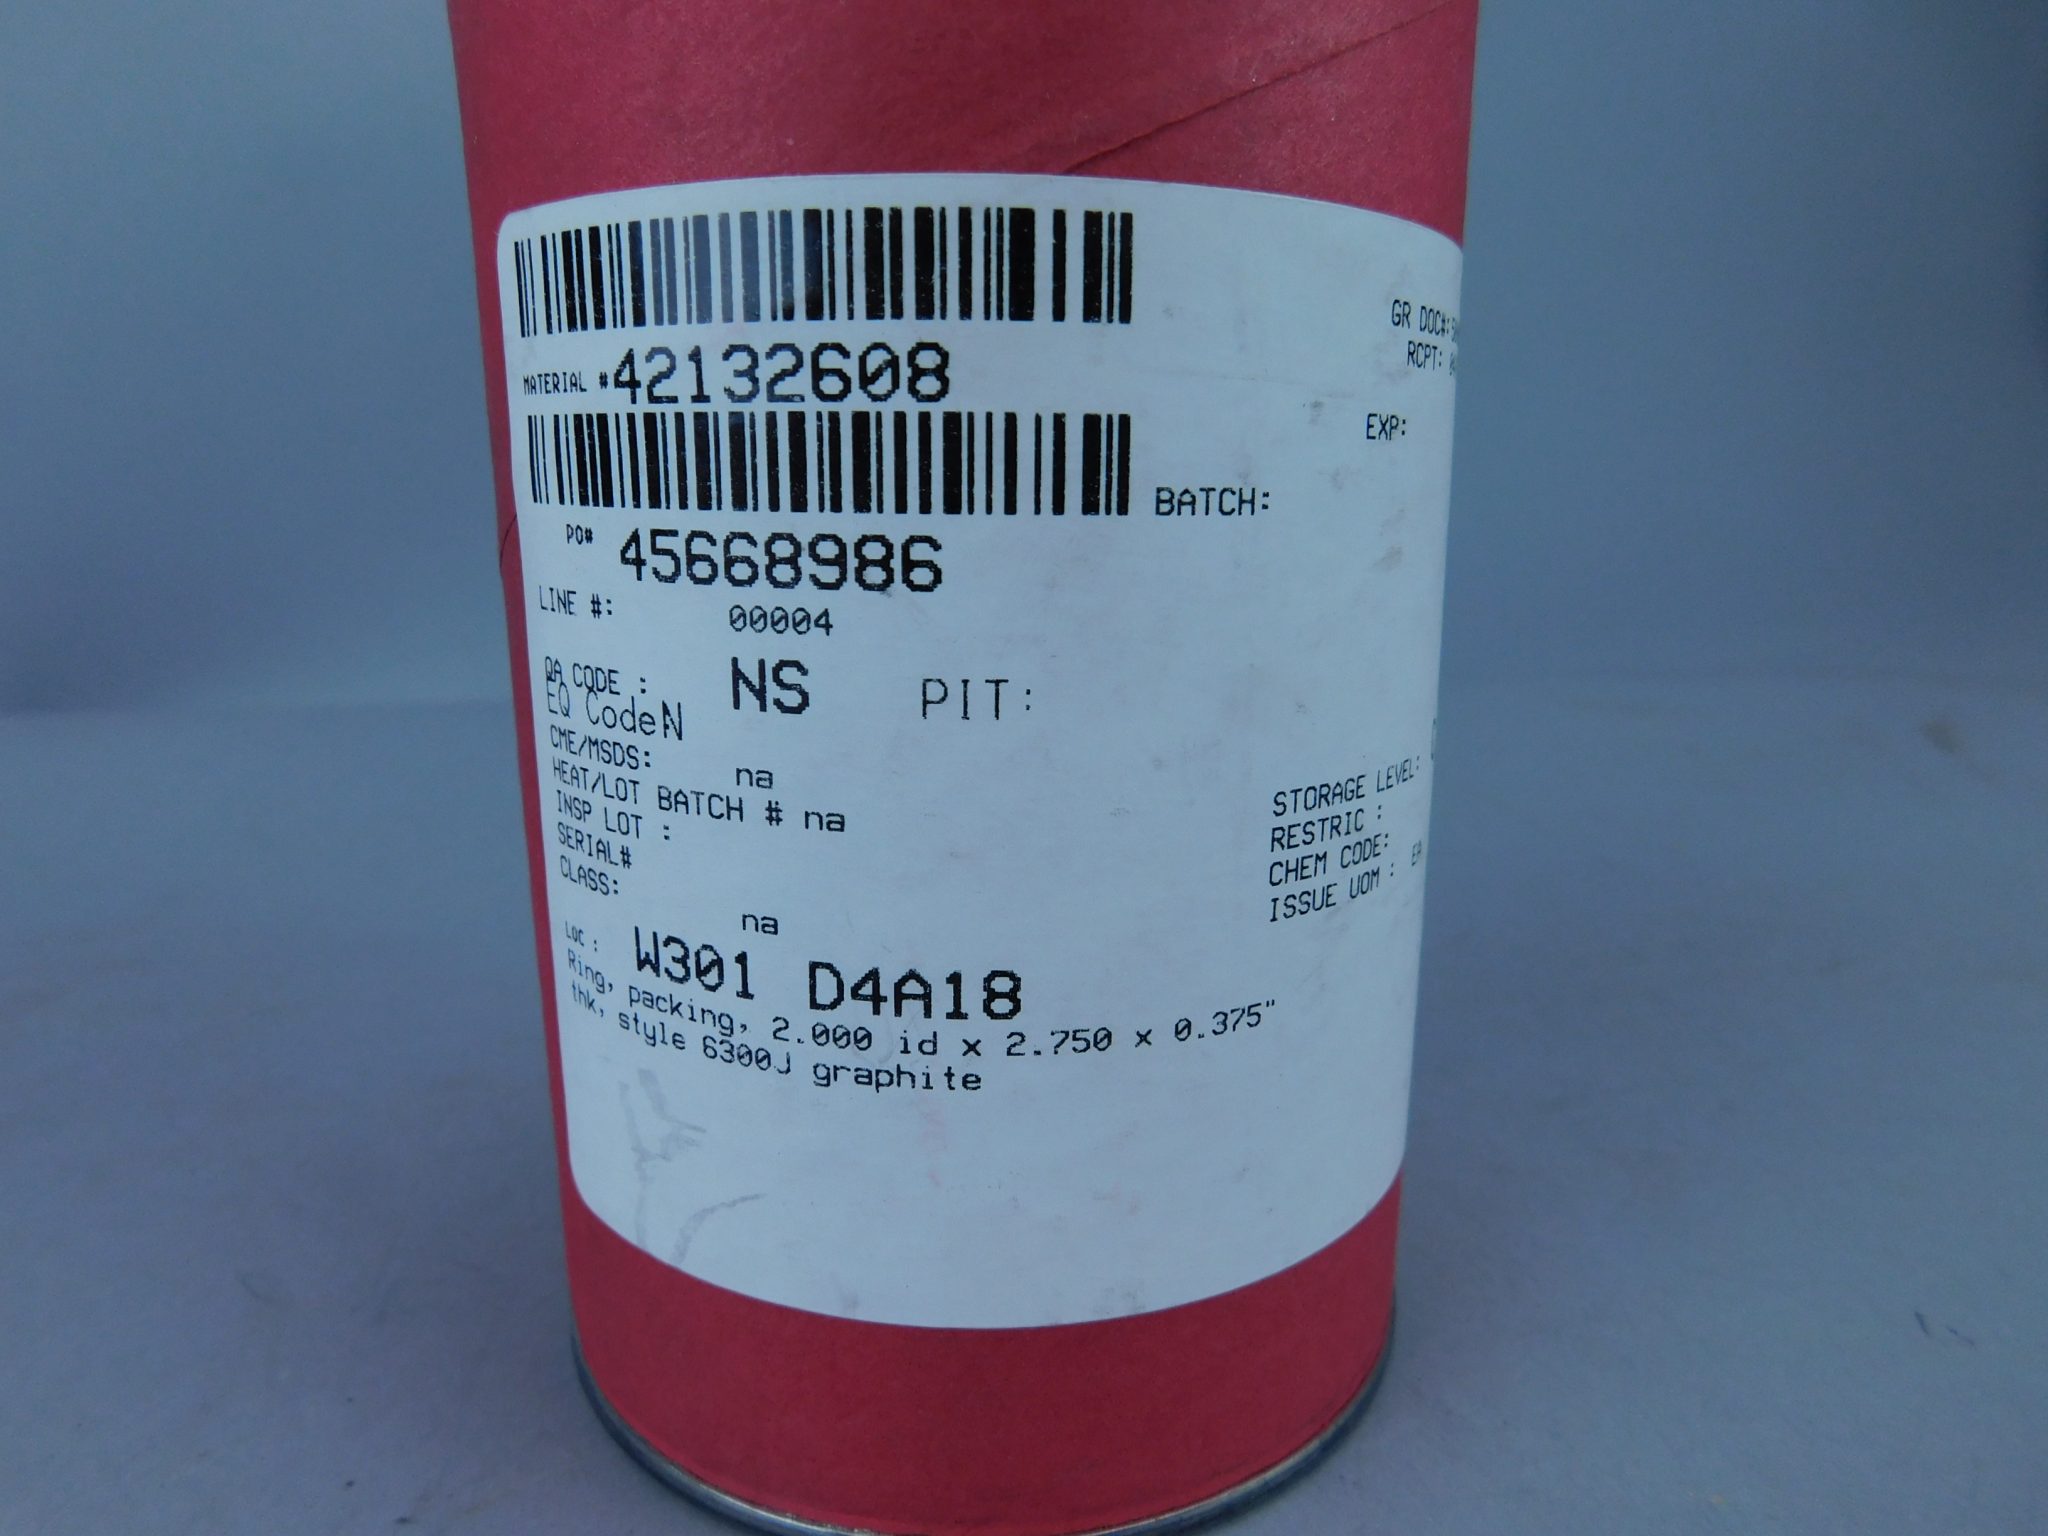 GR DOC#:
RCPT:
MATERIAL #42132608
EXP:
BATCH:
PO# 45668986
LINE #: 00004
QA CODE : NS PIT:
EQ Code N
CME/MSDS: na
HEAT/LOT BATCH # na
INSP LOT :
SERIAL#
CLASS: na
STORAGE LEVEL:
RESTRIC :
CHEM CODE:
ISSUE UOM :
LOC : W301 D4A18
Ring, packing, 2.000 id x 2.750 x 0.375"
thk, style 6300J graphite